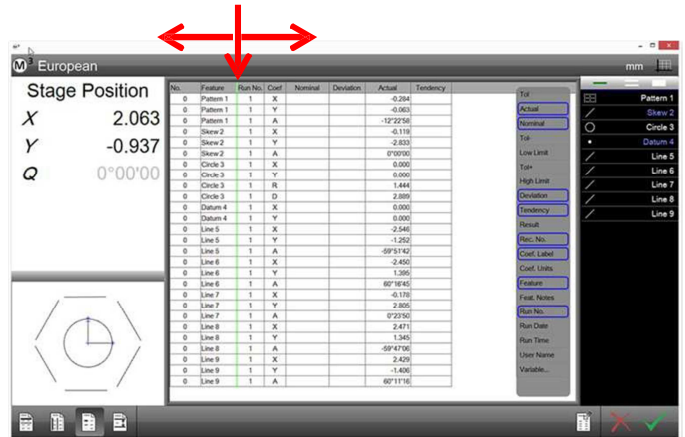 M3 European mm
Stage Position
X 2.063
Y -0.937
Q 0°00'00
No. Feature Run No. Coef Nominal Deviation Actual Tendency
0 Pattern 1 1 X -0.284
0 Pattern 1 1 Y -0.063
0 Pattern 1 1 A -12°22'58
0 Skew 2 1 X -0.119
0 Skew 2 1 Y -2.833
0 Skew 2 1 A 0°00'00
0 Circle 3 1 X 0.000
0 Circle 3 1 Y 0.000
0 Circle 3 1 R 1.444
0 Circle 3 1 D 2.889
0 Datum 4 1 X 0.000
0 Datum 4 1 Y 0.000
0 Line 5 1 X -2.546
0 Line 5 1 Y -1.252
0 Line 5 1 A -59°51'42
0 Line 6 1 X -2.450
0 Line 6 1 Y 1.395
0 Line 6 1 A 60°16'45
0 Line 7 1 X -0.178
0 Line 7 1 Y 2.805
0 Line 7 1 A 0°23'50
0 Line 8 1 X 2.471
0 Line 8 1 Y 1.345
0 Line 8 1 A -59°47'06
0 Line 9 1 X 2.429
0 Line 9 1 Y -1.406
0 Line 9 1 A 60°11'16
Tol
Actual
Nominal
Tol-
Low Limit
Tol+
High Limit
Deviation
Tendency
Result
Rec. No.
Coef. Label
Coef. Units
Feature
Feat. Notes
Run No.
Run Date
Run Time
User Name
Variable...
Pattern 1
Skew 2
Circle 3
Datum 4
Line 5
Line 6
Line 7
Line 8
Line 9